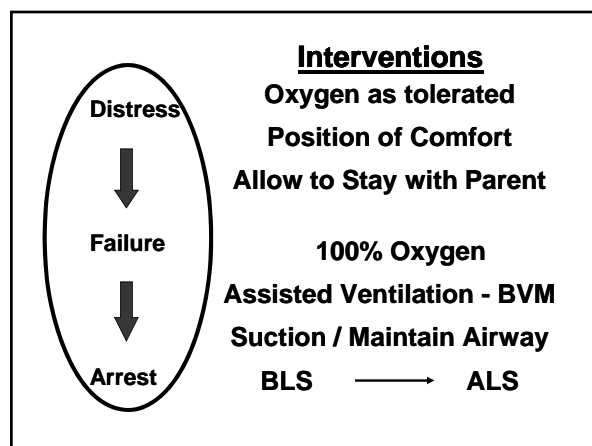 Interventions
Distress
Oxygen as tolerated
Position of Comfort
Allow to Stay with Parent
Failure
100% Oxygen
Assisted Ventilation - BVM
Suction / Maintain Airway
Arrest
BLS ALS